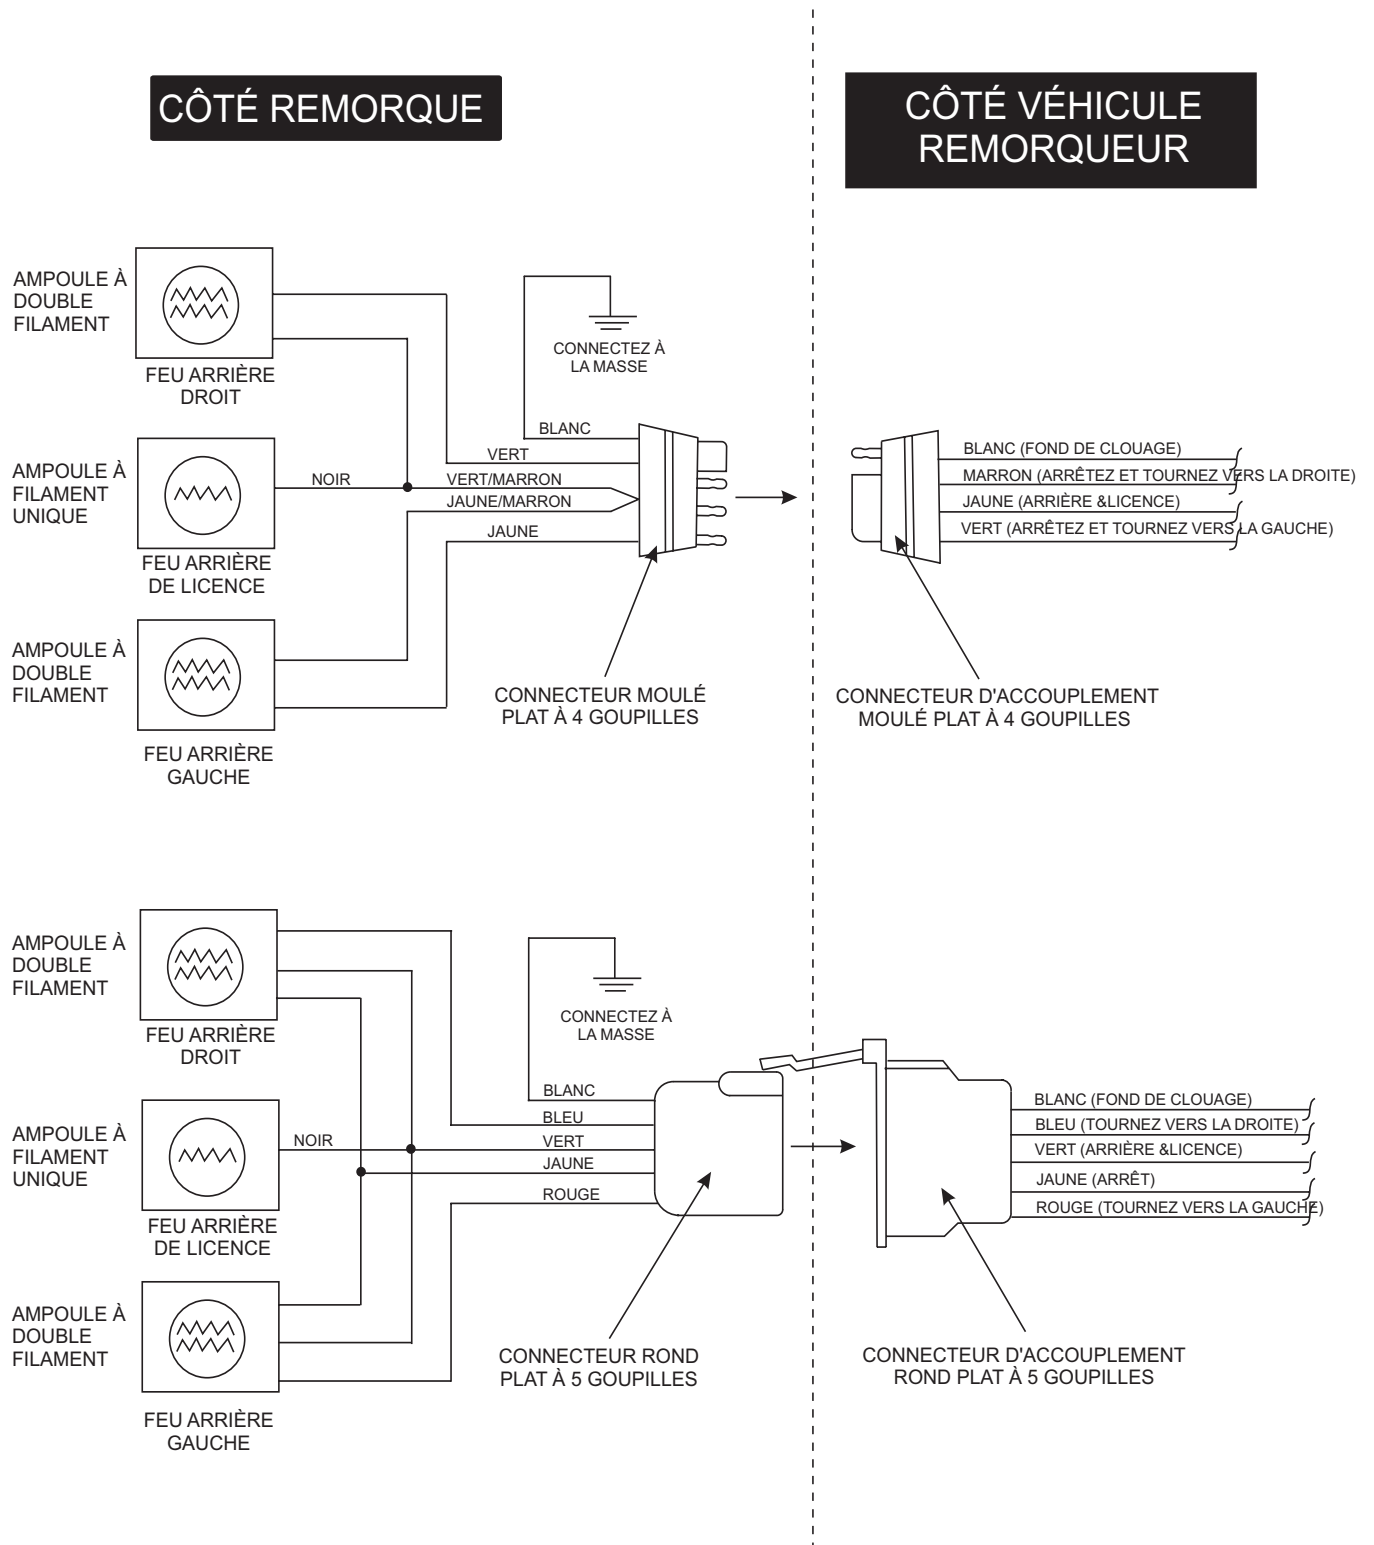 CÔTÉ REMORQUE
CÔTÉ VÉHICULE
REMORQUEUR
AMPOULE À
DOUBLE
FILAMENT
FEU ARRIÈRE
DROIT
CONNECTEZ À
LA MASSE
BLANC
VERT
AMPOULE À
FILAMENT
UNIQUE
NOIR
VERT/MARRON
JAUNE/MARRON
JAUNE
FEU ARRIÈRE
DE LICENCE
BLANC (FOND DE CLOUAGE)
MARRON (ARRÊTEZ ET TOURNEZ VERS LA DROITE)
JAUNE (ARRIÈRE &LICENCE)
VERT (ARRÊTEZ ET TOURNEZ VERS LA GAUCHE)
AMPOULE À
DOUBLE
FILAMENT
FEU ARRIÈRE
GAUCHE
CONNECTEUR MOULÉ
PLAT À 4 GOUPILLES
CONNECTEUR D'ACCOUPLEMENT
MOULÉ PLAT À 4 GOUPILLES
AMPOULE À
DOUBLE
FILAMENT
FEU ARRIÈRE
DROIT
CONNECTEZ À
LA MASSE
BLANC
BLEU
AMPOULE À
FILAMENT
UNIQUE
NOIR
VERT
JAUNE
ROUGE
FEU ARRIÈRE
DE LICENCE
BLANC (FOND DE CLOUAGE)
BLEU (TOURNEZ VERS LA DROITE)
VERT (ARRIÈRE &LICENCE)
JAUNE (ARRÊT)
ROUGE (TOURNEZ VERS LA GAUCHE)
AMPOULE À
DOUBLE
FILAMENT
FEU ARRIÈRE
GAUCHE
CONNECTEUR ROND
PLAT À 5 GOUPILLES
CONNECTEUR D'ACCOUPLEMENT
ROND PLAT À 5 GOUPILLES